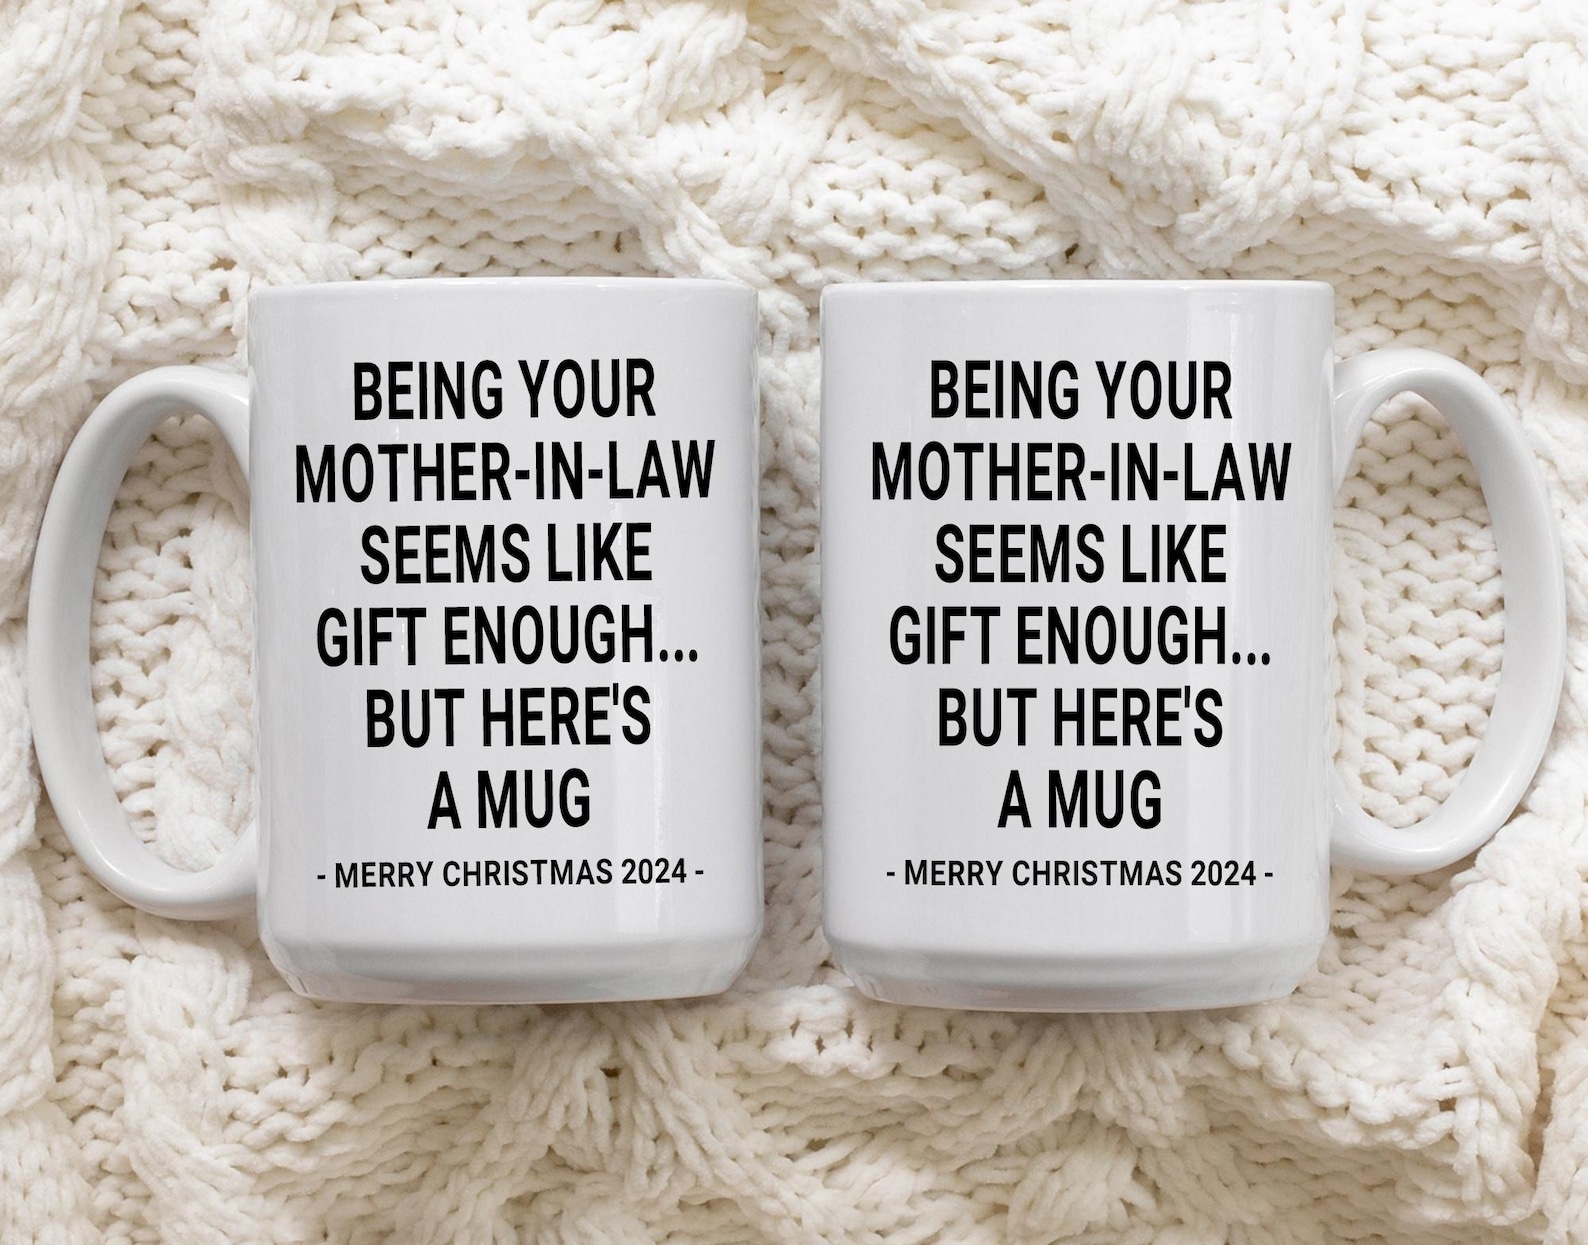 BEING YOUR
MOTHER-IN-LAW
SEEMS LIKE
GIFT ENOUGH...
BUT HERE'S
A MUG
- MERRY CHRISTMAS 2024 -
BEING YOUR
MOTHER-IN-LAW
SEEMS LIKE
GIFT ENOUGH...
BUT HERE'S
A MUG
- MERRY CHRISTMAS 2024 -